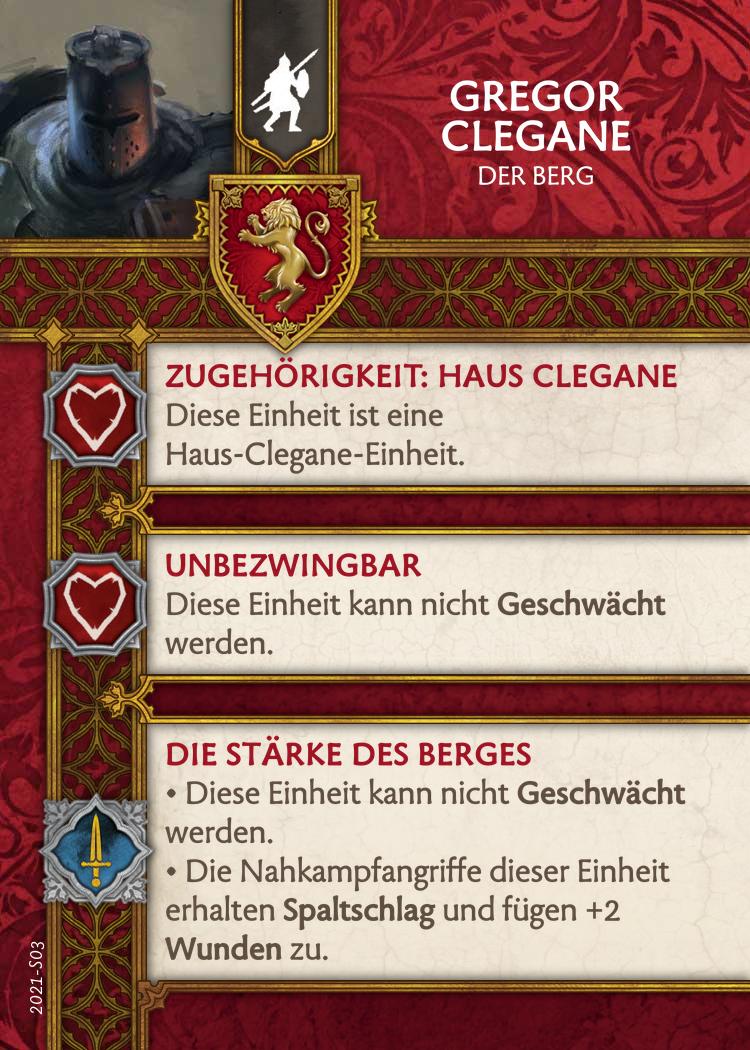 GREGOR
CLEGANE
DER BERG
ZUGEHÖRIGKEIT: HAUS CLEGANE
Diese Einheit ist eine
Haus-Clegane-Einheit.
UNBEZWINGBAR
Diese Einheit kann nicht Geschwächt
werden.
DIE STÄRKE DES BERGES
• Diese Einheit kann nicht Geschwächt
werden.
• Die Nahkampfangriffe dieser Einheit
erhalten Spaltschlag und fügen +2
Wunden zu.
2021-S03